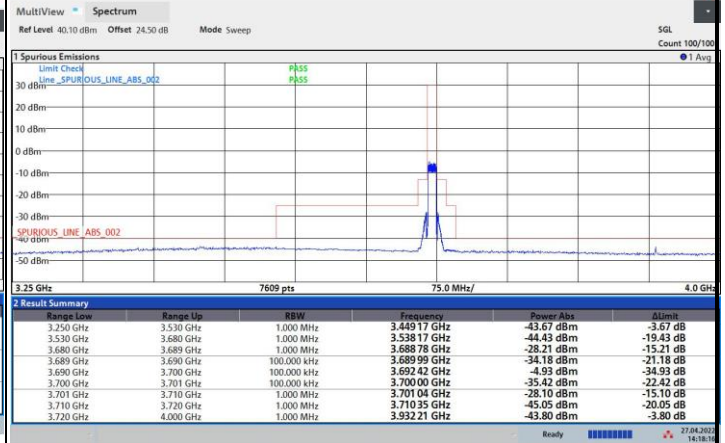 MultiView Spectrum
Ref Level 40.10 dBm Offset 24.50 dB Mode Sweep SGL
Count 100/100
1 Spurious Emissions 1 Avg
Limit Check PASS
Line _SPURIOUS_LINE_ABS_002 PASS
30 dBm
20 dBm
10 dBm
0 dBm
-10 dBm
-20 dBm
-30 dBm
SPURIOUS_LINE_ABS_002
-40 dBm
-50 dBm
3.25 GHz 7609 pts 75.0 MHz/ 4.0 GHz
2 Result Summary
Range Low Range Up RBW Frequency Power Abs ΔLimit
3.250 GHz 3.530 GHz 1.000 MHz 3.449 17 GHz -43.67 dBm -3.67 dB
3.530 GHz 3.680 GHz 1.000 MHz 3.538 17 GHz -44.43 dBm -19.43 dB
3.680 GHz 3.689 GHz 1.000 MHz 3.688 78 GHz -28.21 dBm -15.21 dB
3.689 GHz 3.690 GHz 100.000 kHz 3.689 99 GHz -34.18 dBm -21.18 dB
3.690 GHz 3.700 GHz 100.000 kHz 3.692 42 GHz -4.93 dBm -34.93 dB
3.700 GHz 3.701 GHz 100.000 kHz 3.700 00 GHz -35.42 dBm -22.42 dB
3.701 GHz 3.710 GHz 1.000 MHz 3.701 04 GHz -28.10 dBm -15.10 dB
3.710 GHz 3.720 GHz 1.000 MHz 3.710 35 GHz -45.05 dBm -20.05 dB
3.720 GHz 4.000 GHz 1.000 MHz 3.932 21 GHz -43.80 dBm -3.80 dB
Ready 27.04.2022
14:18:16